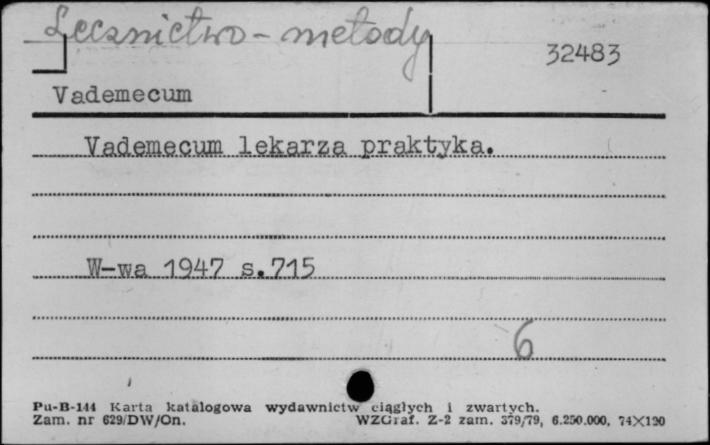 Lecznictwo - metody
32483
Vademecum
Vademecum lekarza praktyka.
W-wa 1947 s.715
6
Pu-B-144 Karta katalogowa wydawnictw ciągłych i zwartych.
Zam. nr 629/DW/On. WZGraf. Z-2 zam. 379/79, 6.250.000, 74X120